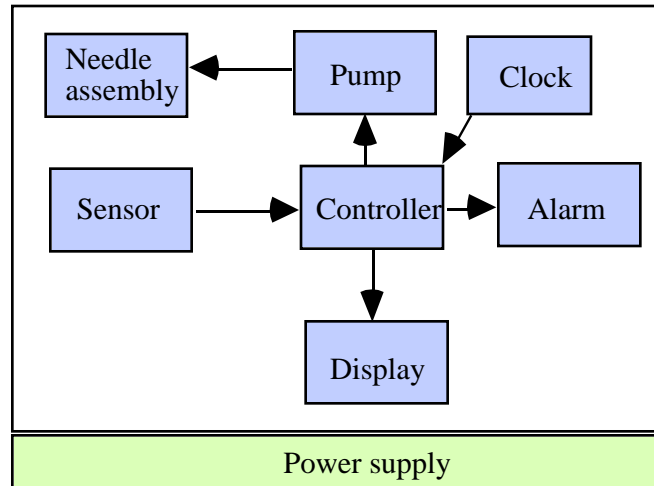 Needle
assembly
Pump
Clock
Sensor
Controller
Alarm
Display
Power supply